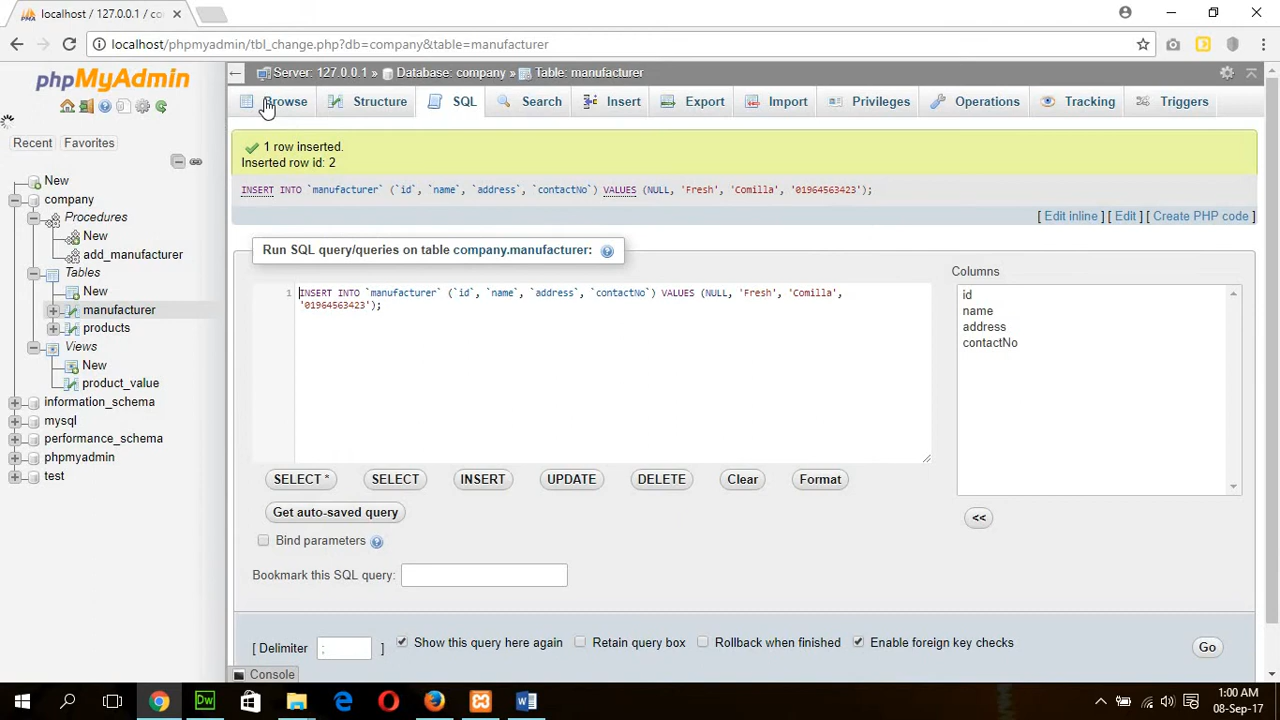 localhost / 127.0.0.1 / co
localhost/phpmyadmin/tbl_change.php?db=company&table=manufacturer
phpMyAdmin
Server: 127.0.0.1 » Database: company » Table: manufacturer
Browse Structure SQL Search Insert Export Import Privileges Operations Tracking Triggers
Recent Favorites
New
company
Procedures
New
add_manufacturer
Tables
New
manufacturer
products
Views
New
product_value
information_schema
mysql
performance_schema
phpmyadmin
test
1 row inserted.
Inserted row id: 2
INSERT INTO `manufacturer` (`id`, `name`, `address`, `contactNo`) VALUES (NULL, 'Fresh', 'Comilla', '01964563423');
[ Edit inline ] [ Edit ] [ Create PHP code ]
Run SQL query/queries on table company.manufacturer:
1 INSERT INTO `manufacturer` (`id`, `name`, `address`, `contactNo`) VALUES (NULL, 'Fresh', 'Comilla',
'01964563423');
Columns
id
name
address
contactNo
<<
SELECT * SELECT INSERT UPDATE DELETE Clear Format
Get auto-saved query
Bind parameters
Bookmark this SQL query:
[ Delimiter ; ] Show this query here again Retain query box Rollback when finished Enable foreign key checks Go
Console
1:00 AM
08-Sep-17